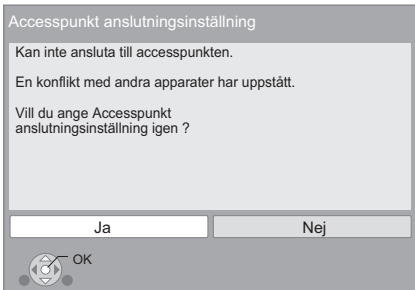 Accesspunkt anslutningsinställning
Kan inte ansluta till accesspunkten.
En konflikt med andra apparater har uppstått.
Vill du ange Accesspunkt
anslutningsinställning igen ?
Ja
Nej
OK